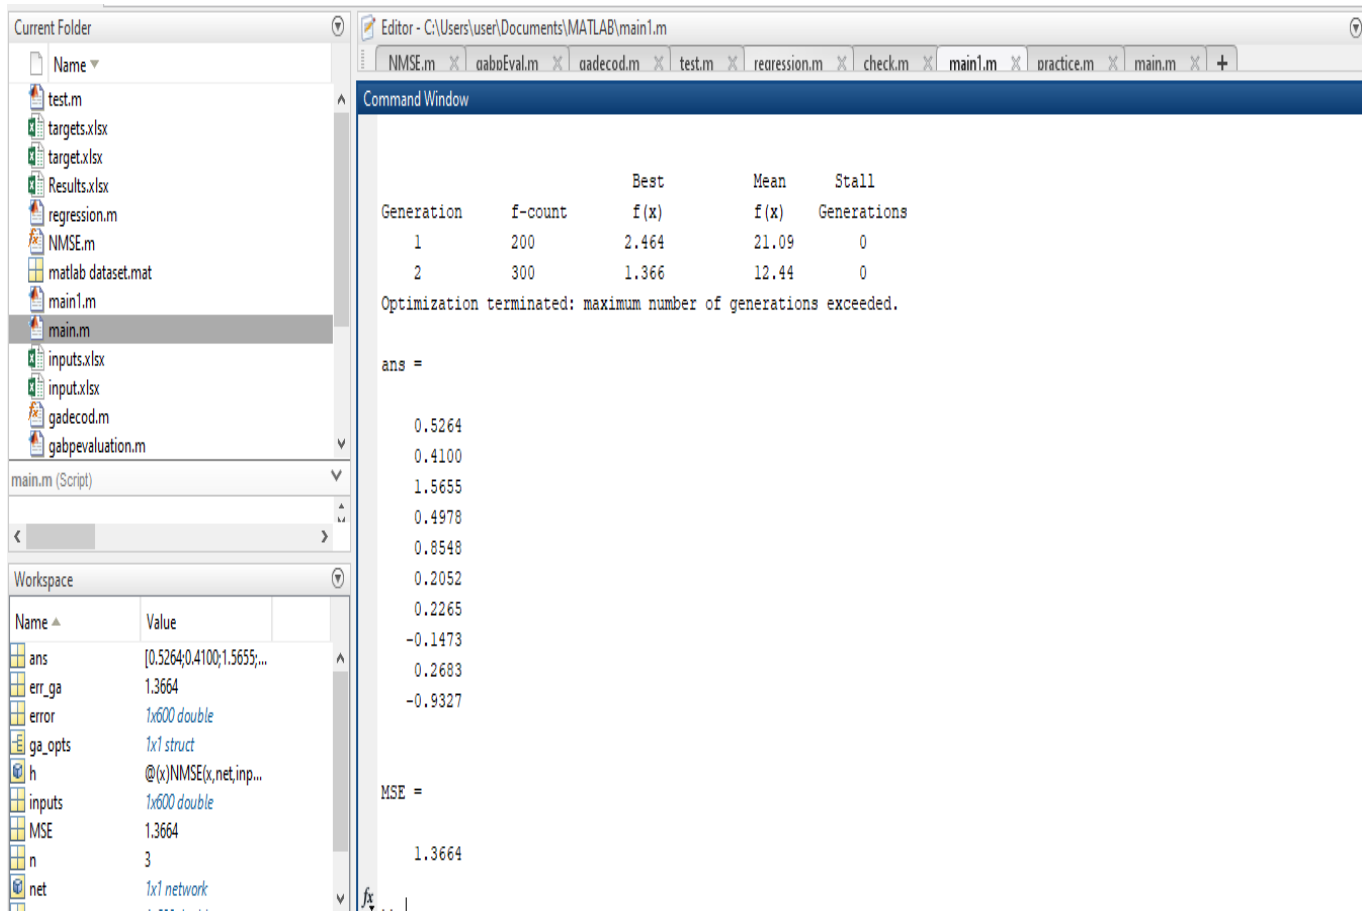 Current Folder
Name
test.m
targets.xlsx
target.xlsx
Results.xlsx
regression.m
NMSE.m
matlab dataset.mat
main1.m
main.m
inputs.xlsx
input.xlsx
gadecod.m
gabpevaluation.m
main.m (Script)
Workspace
Name Value
ans [0.5264;0.4100;1.5655;...
err_ga 1.3664
error 1x600 double
ga_opts 1x1 struct
h @(x)NMSE(x,net,inp...
inputs 1x600 double
MSE 1.3664
n 3
net 1x1 network
Editor - C:\Users\user\Documents\MATLAB\main1.m
NMSE.m gabpEval.m gadecod.m test.m regression.m check.m main1.m practice.m main.m +
Command Window
Best Mean Stall
Generation f-count f(x) f(x) Generations
1 200 2.464 21.09 0
2 300 1.366 12.44 0
Optimization terminated: maximum number of generations exceeded.
ans =
0.5264
0.4100
1.5655
0.4978
0.8548
0.2052
0.2265
-0.1473
0.2683
-0.9327
MSE =
1.3664
fx